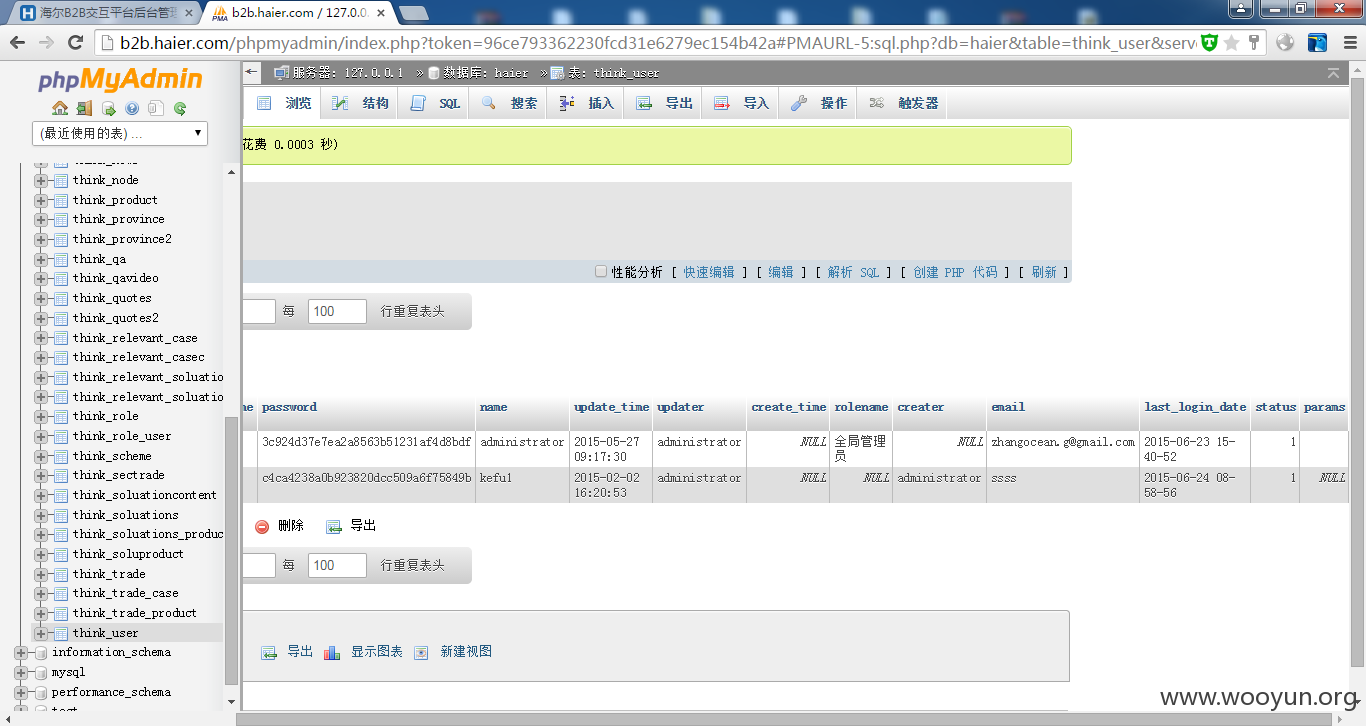 海尔B2B交互平台后台管理
b2b.haier.com / 127.0.0.
b2b.haier.com/phpmyadmin/index.php?token=96ce793362230fcd31e6279ec154b42a#PMAURL-5:sql.php?db=haier&table=think_user&serv
phpMyAdmin
(最近使用的表) ...
think_node
think_product
think_province
think_province2
think_qa
think_qavideo
think_quotes
think_quotes2
think_relevant_case
think_relevant_casec
think_relevant_soluatio
think_relevant_soluatio
think_role
think_role_user
think_scheme
think_sectrade
think_soluationcontent
think_soluations
think_soluations_produc
think_soluproduct
think_trade
think_trade_case
think_trade_product
think_user
information_schema
mysql
performance_schema
服务器: 127.0.0.1 » 数据库: haier » 表: think_user
浏览 结构 SQL 搜索 插入 导出 导入 操作 触发器
花费 0.0003 秒)
性能分析 [ 快速编辑 ] [ 编辑 ] [ 解析 SQL ] [ 创建 PHP 代码 ] [ 刷新 ]
每 100 行重复表头
ne password name update_time updater create_time rolename creater email last_login_date status params
3c924d37e7ea2a8563b51231af4d8bdf administrator 2015-05-27 09:17:30 administrator NULL 全局管理员 NULL zhangocean.g@gmail.com 2015-06-23 15-40-52 1
c4ca4238a0b923820dcc509a6f75849b kefu1 2015-02-02 16:20:53 administrator NULL NULL administrator ssss 2015-06-24 08-58-56 1 NULL
删除 导出
每 100 行重复表头
导出 显示图表 新建视图
www.wooyun.org